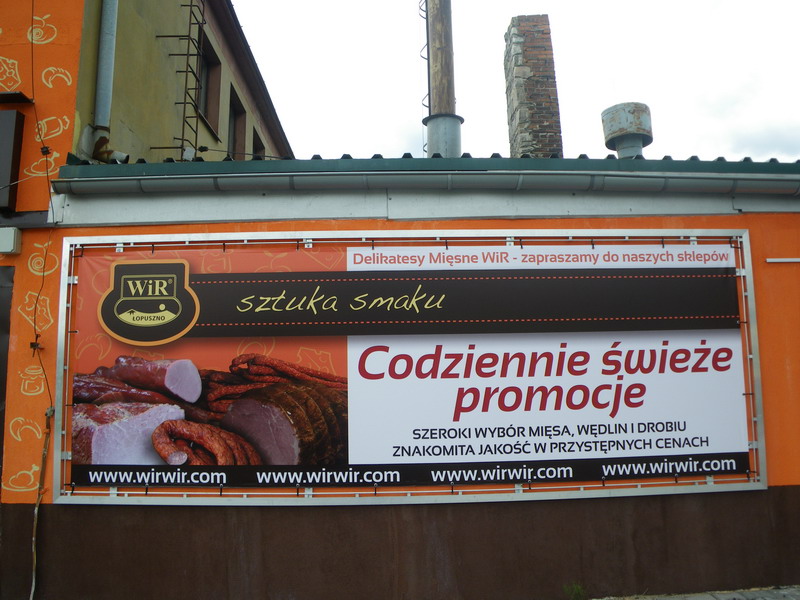 Delikatesy Mięsne WiR - zapraszamy do naszych sklepów
WiR®
ŁOPUSZNO
sztuka smaku
Codziennie świeże
promocje
SZEROKI WYBÓR MIĘSA, WĘDLIN I DROBIU
ZNAKOMITA JAKOŚĆ W PRZYSTĘPNYCH CENACH
www.wirwir.com www.wirwir.com www.wirwir.com www.wirwir.com